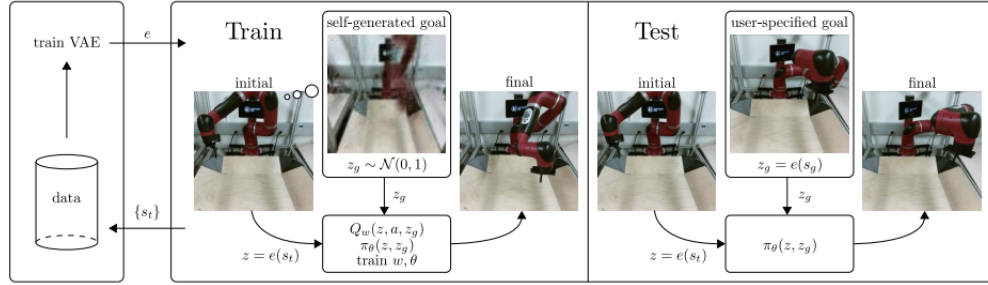 train VAE
e
data
{s_t}
Train
self-generated goal
initial
final
z_g ∼ 𝒩(0, 1)
z_g
Q_w(z, a, z_g)
π_θ(z, z_g)
train w, θ
z = e(s_t)
Test
user-specified goal
initial
final
z_g = e(s_g)
z_g
π_θ(z, z_g)
z = e(s_t)